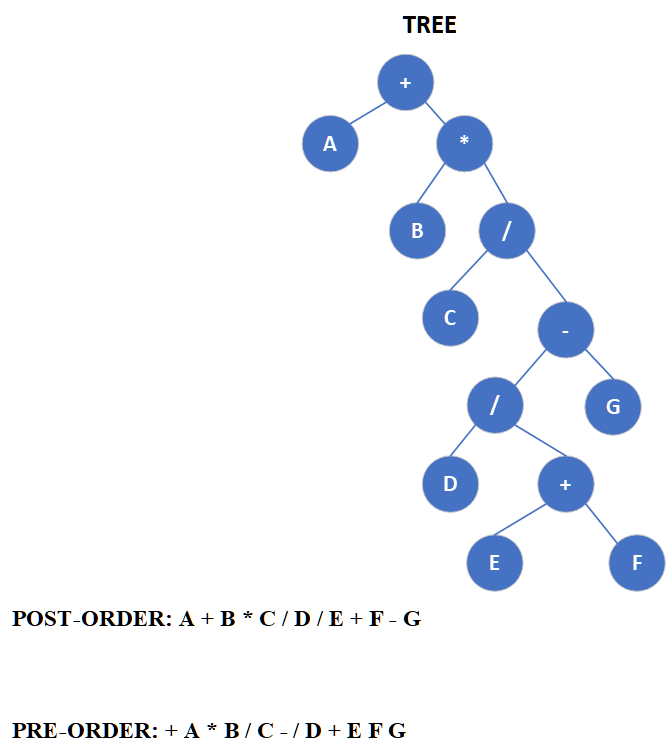 TREE
+
A *
B /
C
-
/ G
D +
E F
POST-ORDER: A + B * C / D / E + F - G
PRE-ORDER: + A * B / C - / D + E F G